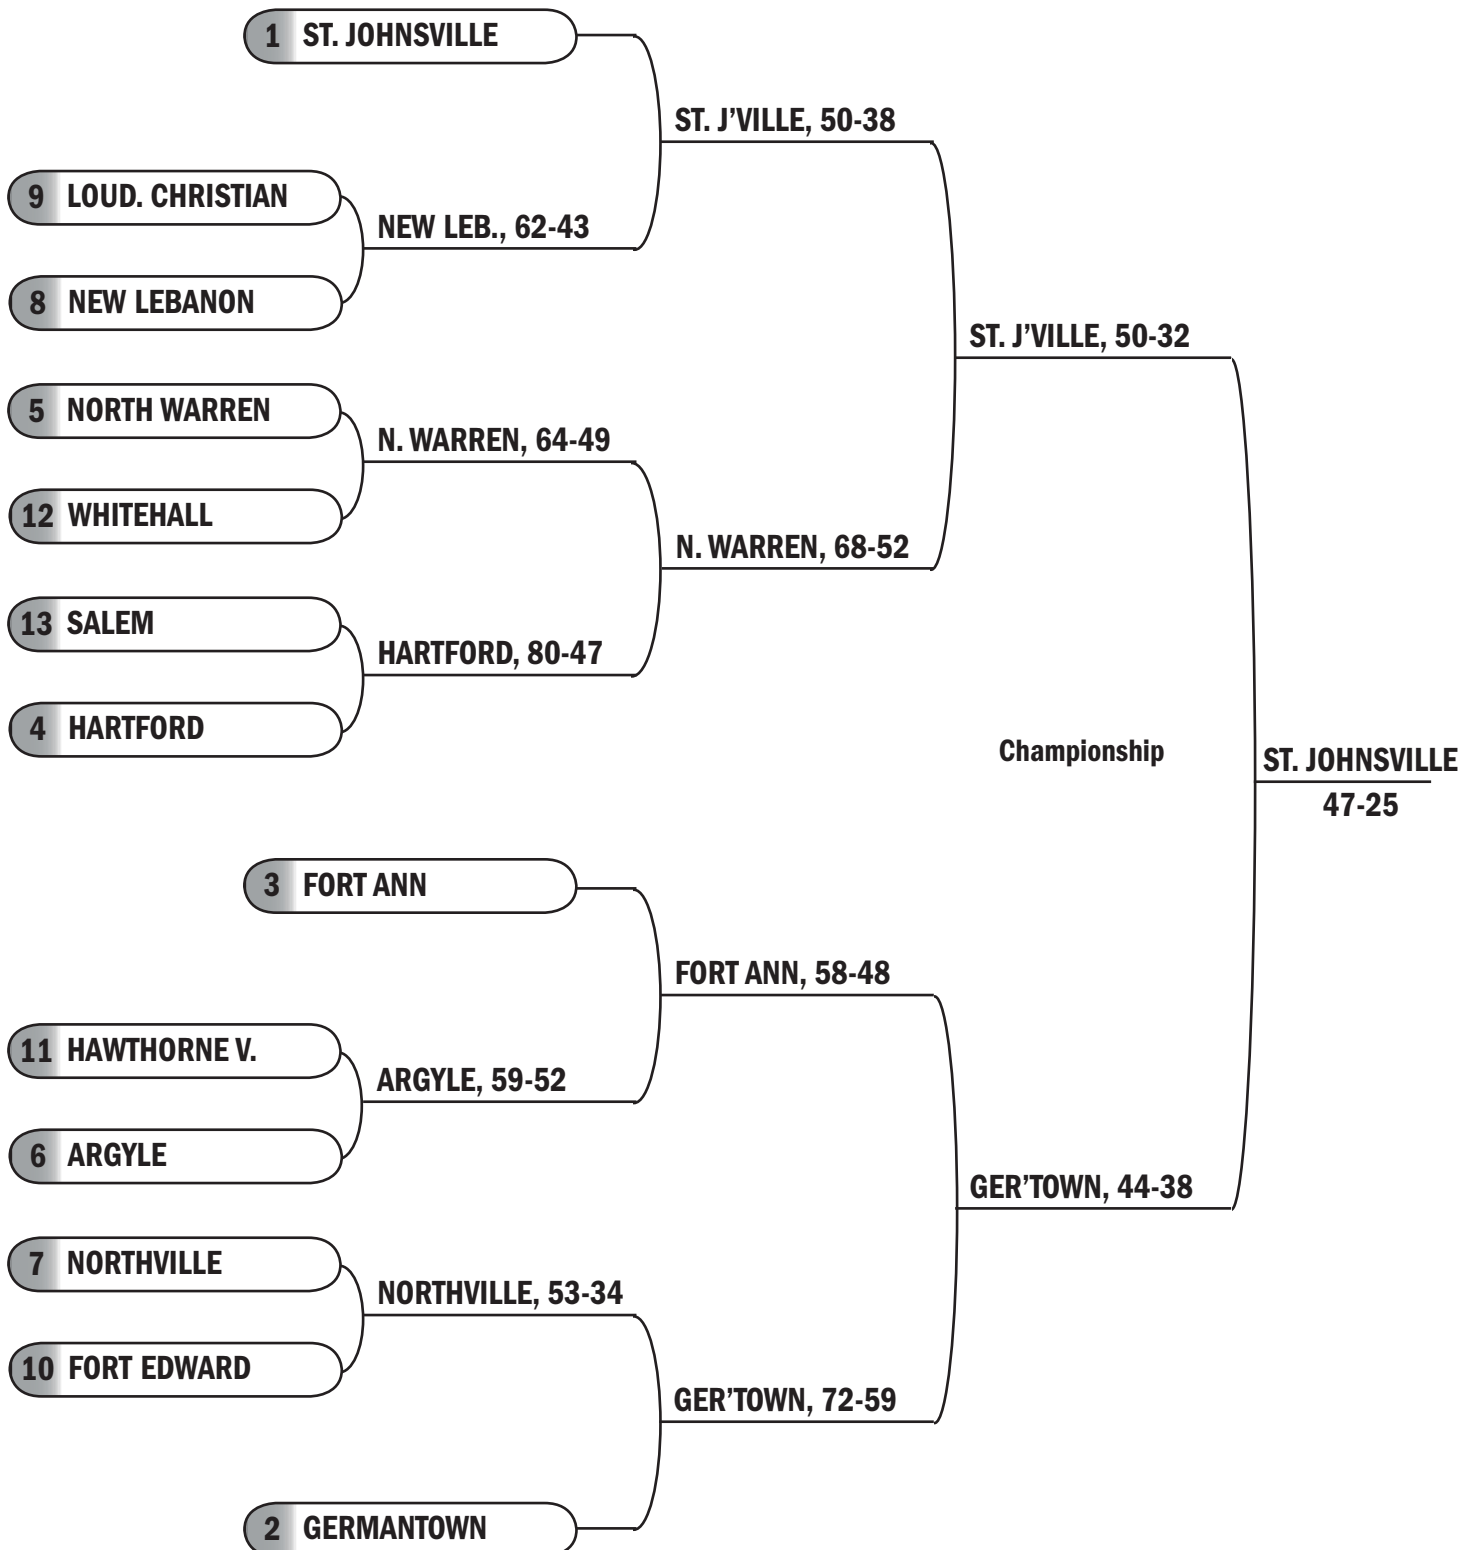 1 ST. JOHNSVILLE
ST. J’VILLE, 50-38
9 LOUD. CHRISTIAN
NEW LEB., 62-43
8 NEW LEBANON
ST. J’VILLE, 50-32
5 NORTH WARREN
N. WARREN, 64-49
12 WHITEHALL
N. WARREN, 68-52
13 SALEM
HARTFORD, 80-47
4 HARTFORD
Championship
ST. JOHNSVILLE
47-25
3 FORT ANN
FORT ANN, 58-48
11 HAWTHORNE V.
ARGYLE, 59-52
6 ARGYLE
GER’TOWN, 44-38
7 NORTHVILLE
NORTHVILLE, 53-34
10 FORT EDWARD
GER’TOWN, 72-59
2 GERMANTOWN